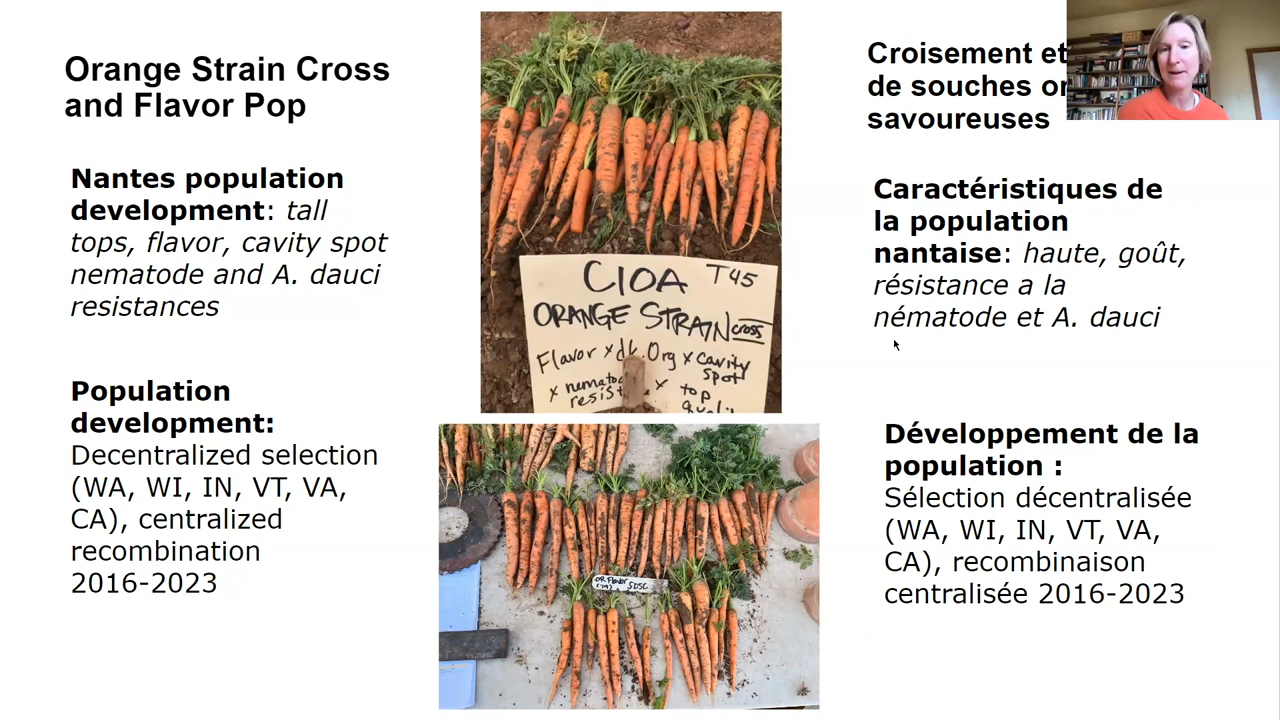 Orange Strain Cross
and Flavor Pop
Nantes population
development: tall
tops, flavor, cavity spot
nematode and A. dauci
resistances
Population
development:
Decentralized selection
(WA, WI, IN, VT, VA,
CA), centralized
recombination
2016-2023
CIOA T45
ORANGE STRAIN cross
Flavor x dk. Org x cavity
spot
x
x top
OR Flavor
SDSC
Croisement et
de souches
savoureuses
Caractéristiques de
la population
nantaise: haute, goût,
résistance a la
nématode et A. dauci
Développement de la
population :
Sélection décentralisée
(WA, WI, IN, VT, VA,
CA), recombinaison
centralisée 2016-2023